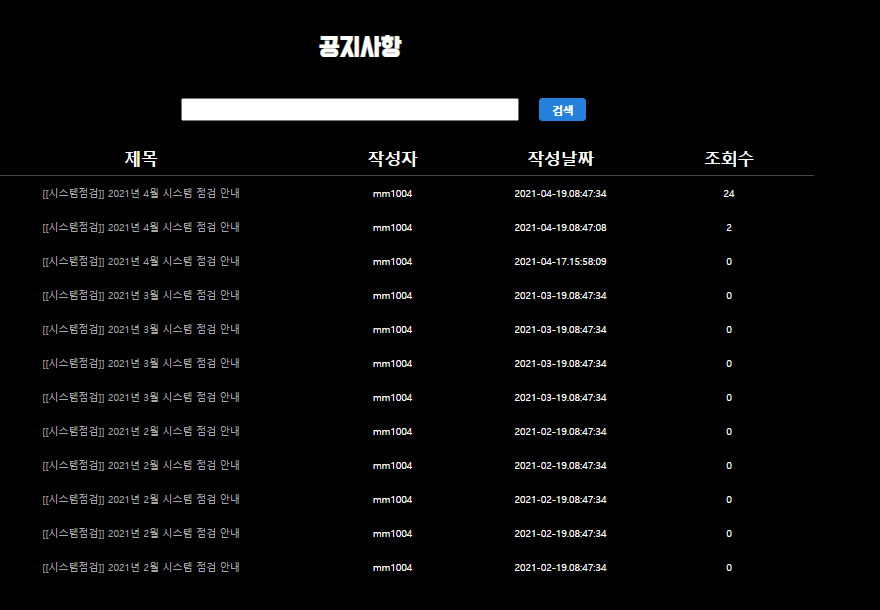 공지사항
검색
제목 작성자 작성날짜 조회수
[[시스템점검]] 2021년 4월 시스템 점검 안내 mm1004 2021-04-19.08:47:34 24
[[시스템점검]] 2021년 4월 시스템 점검 안내 mm1004 2021-04-19.08:47:08 2
[[시스템점검]] 2021년 4월 시스템 점검 안내 mm1004 2021-04-17.15:58:09 0
[[시스템점검]] 2021년 3월 시스템 점검 안내 mm1004 2021-03-19.08:47:34 0
[[시스템점검]] 2021년 3월 시스템 점검 안내 mm1004 2021-03-19.08:47:34 0
[[시스템점검]] 2021년 3월 시스템 점검 안내 mm1004 2021-03-19.08:47:34 0
[[시스템점검]] 2021년 3월 시스템 점검 안내 mm1004 2021-03-19.08:47:34 0
[[시스템점검]] 2021년 2월 시스템 점검 안내 mm1004 2021-02-19.08:47:34 0
[[시스템점검]] 2021년 2월 시스템 점검 안내 mm1004 2021-02-19.08:47:34 0
[[시스템점검]] 2021년 2월 시스템 점검 안내 mm1004 2021-02-19.08:47:34 0
[[시스템점검]] 2021년 2월 시스템 점검 안내 mm1004 2021-02-19.08:47:34 0
[[시스템점검]] 2021년 2월 시스템 점검 안내 mm1004 2021-02-19.08:47:34 0